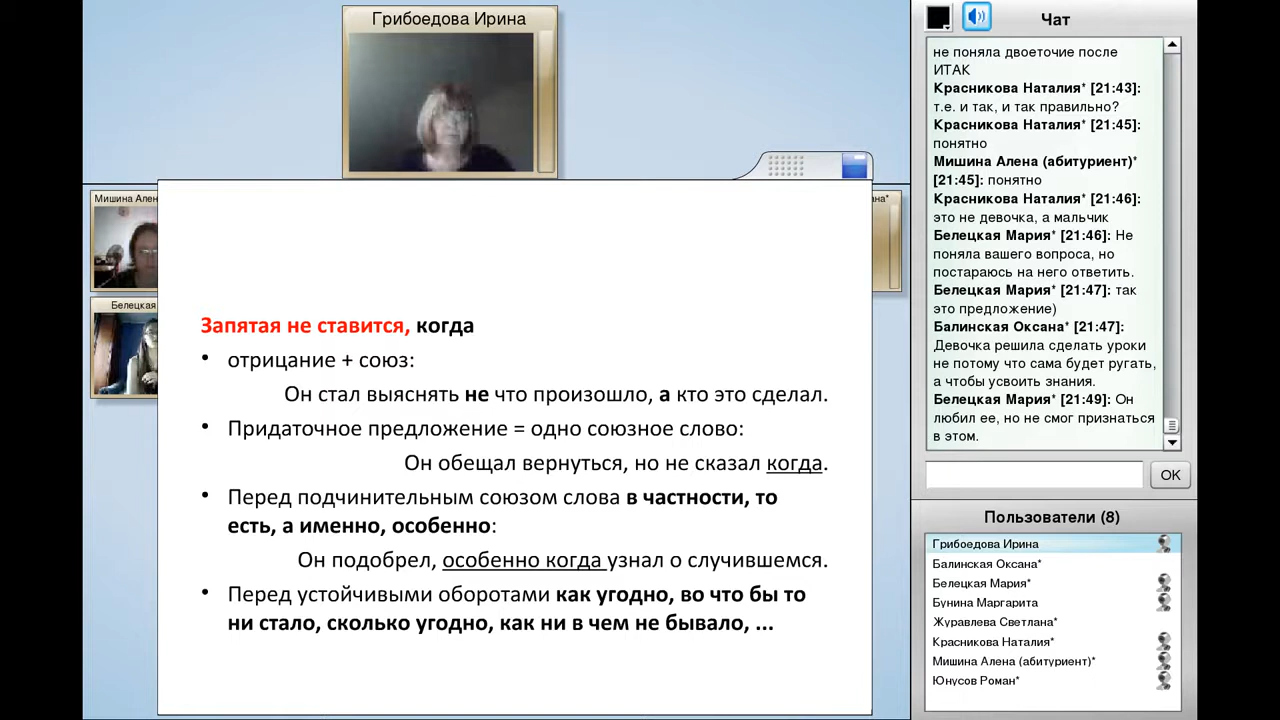 Грибоедова Ирина
Мишина Ален
ана*
Белецкая
Запятая не ставится, когда
• отрицание + союз:
Он стал выяснять не что произошло, а кто это сделал.
• Придаточное предложение = одно союзное слово:
Он обещал вернуться, но не сказал когда.
• Перед подчинительным союзом слова в частности, то
есть, а именно, особенно:
Он подобрел, особенно когда узнал о случившемся.
• Перед устойчивыми оборотами как угодно, во что бы то
ни стало, сколько угодно, как ни в чем не бывало, ...
Чат
не поняла двоеточие после
ИТАК
Красникова Наталия* [21:43]:
т.е. и так, и так правильно?
Красникова Наталия* [21:45]:
понятно
Мишина Алена (абитуриент)*
[21:45]: понятно
Красникова Наталия* [21:46]:
это не девочка, а мальчик
Белецкая Мария* [21:46]: Не
поняла вашего вопроса, но
постараюсь на него ответить.
Белецкая Мария* [21:47]: так
это предложение)
Балинская Оксана* [21:47]:
Девочка решила сделать уроки
не потому что сама будет ругать,
а чтобы усвоить знания.
Белецкая Мария* [21:49]: Он
любил ее, но не смог признаться
в этом.
OK
Пользователи (8)
Грибоедова Ирина
Балинская Оксана*
Белецкая Мария*
Бунина Маргарита
Журавлева Светлана*
Красникова Наталия*
Мишина Алена (абитуриент)*
Юнусов Роман*